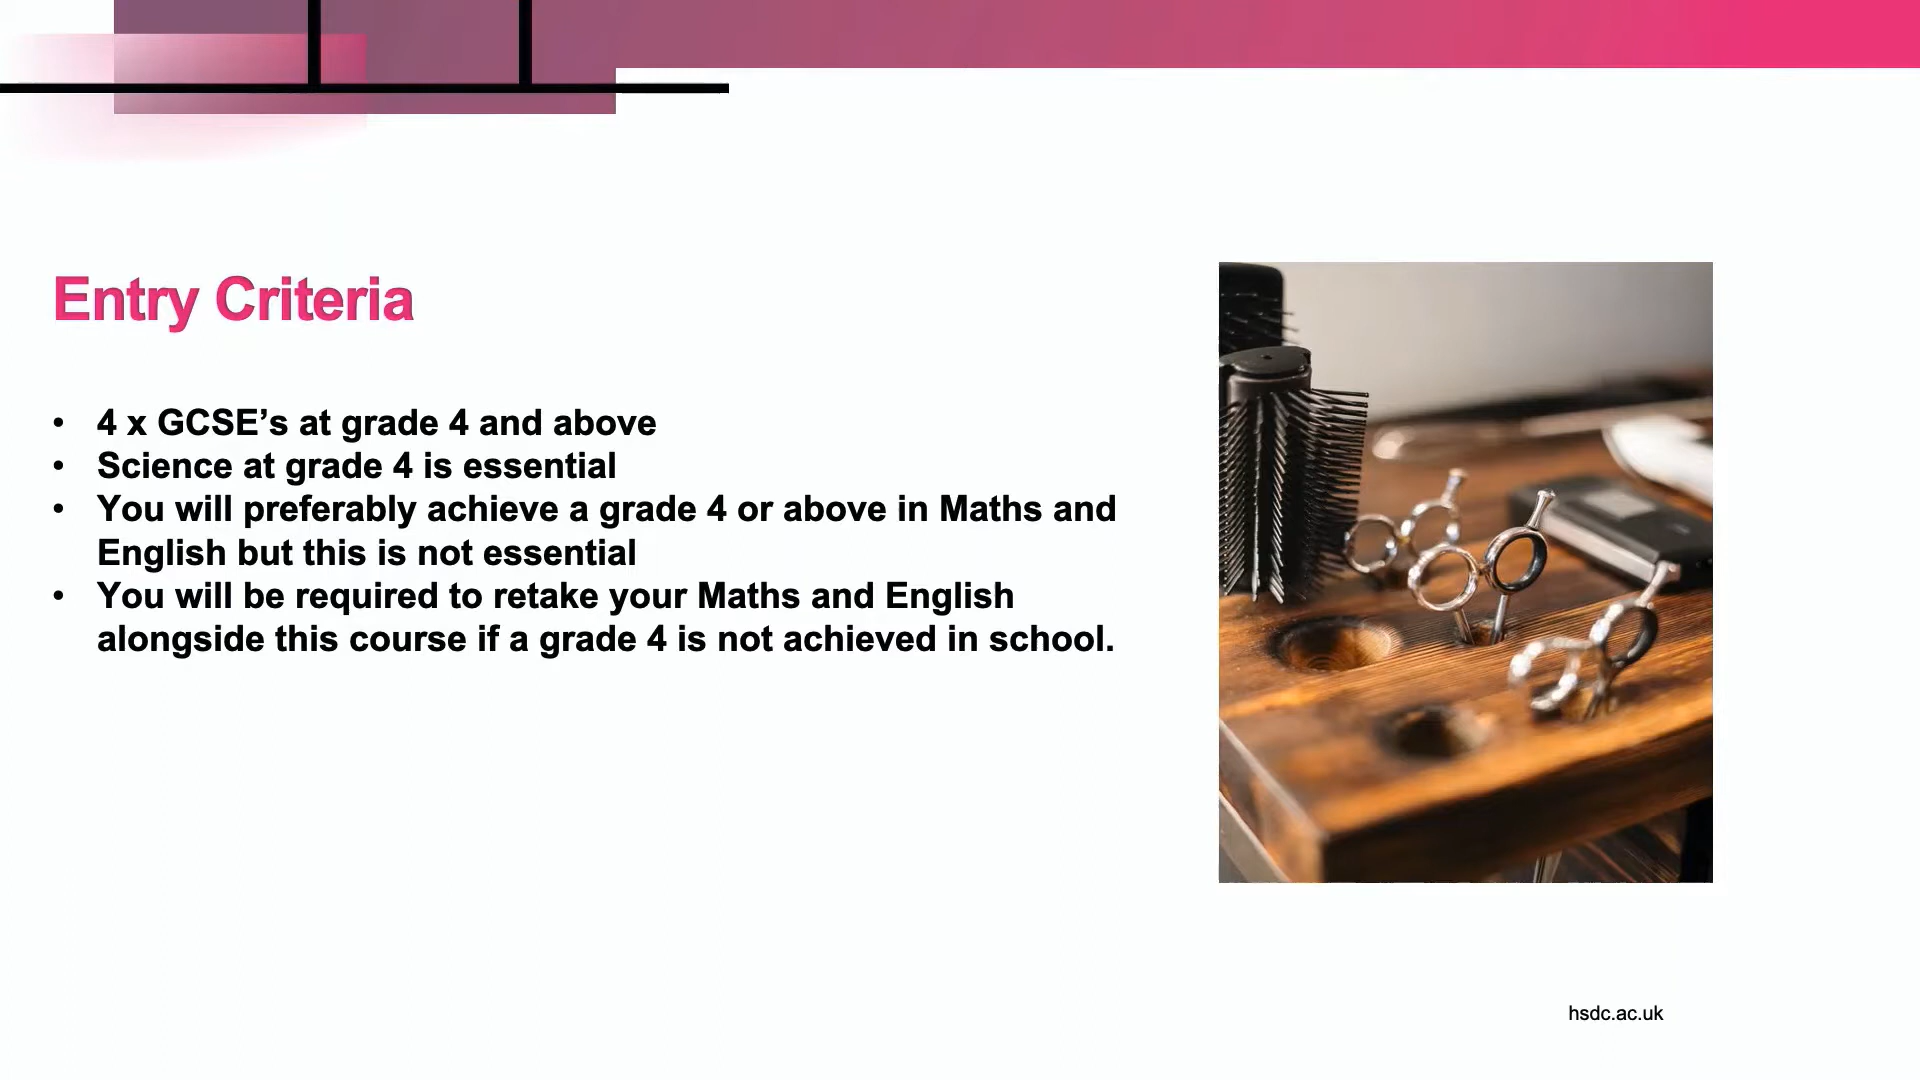 Entry Criteria
• 4 x GCSE’s at grade 4 and above
• Science at grade 4 is essential
• You will preferably achieve a grade 4 or above in Maths and
English but this is not essential
• You will be required to retake your Maths and English
alongside this course if a grade 4 is not achieved in school.
hsdc.ac.uk